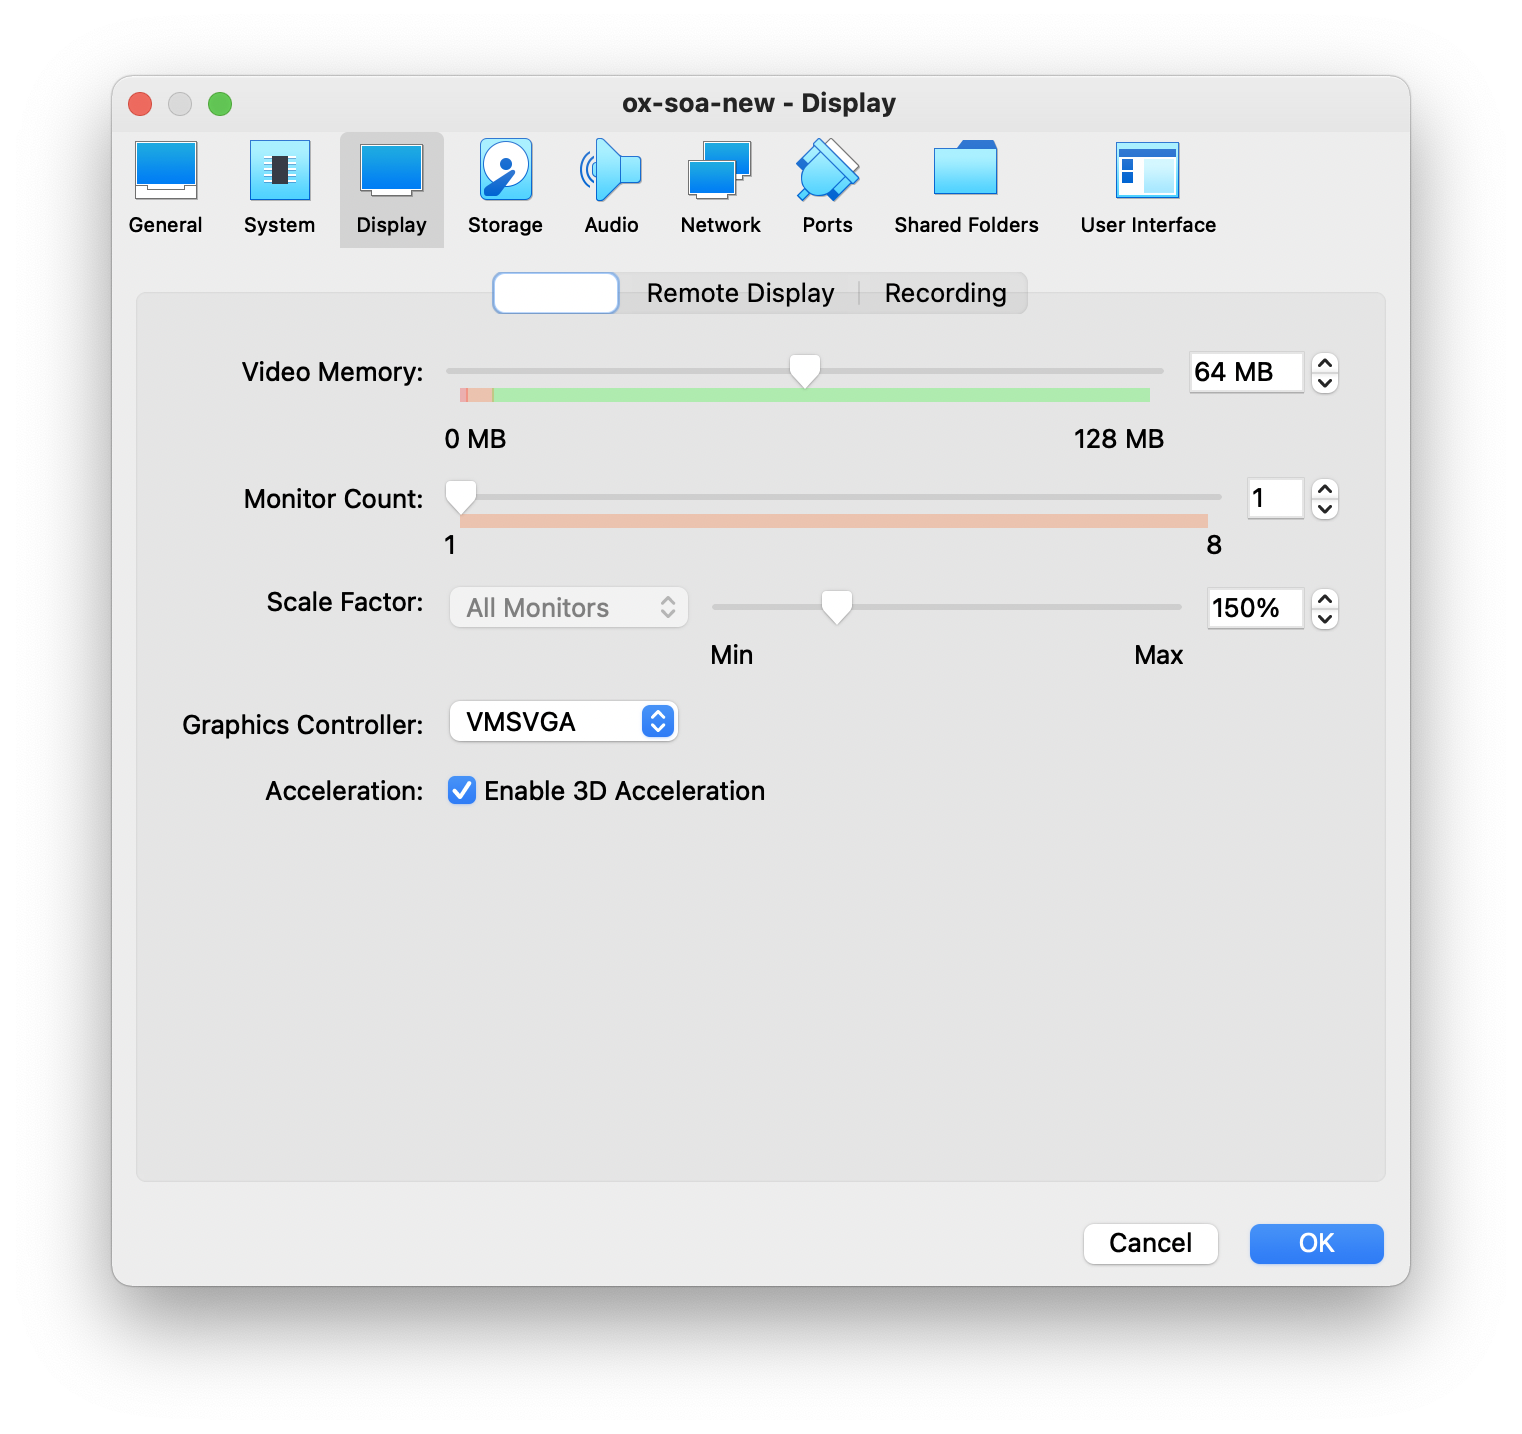 ox-soa-new - Display
General System Display Storage Audio Network Ports Shared Folders User Interface
Remote Display Recording
Video Memory: 64 MB
0 MB 128 MB
Monitor Count: 1
1 8
Scale Factor: All Monitors 150%
Min Max
Graphics Controller: VMSVGA
Acceleration: Enable 3D Acceleration
Cancel OK